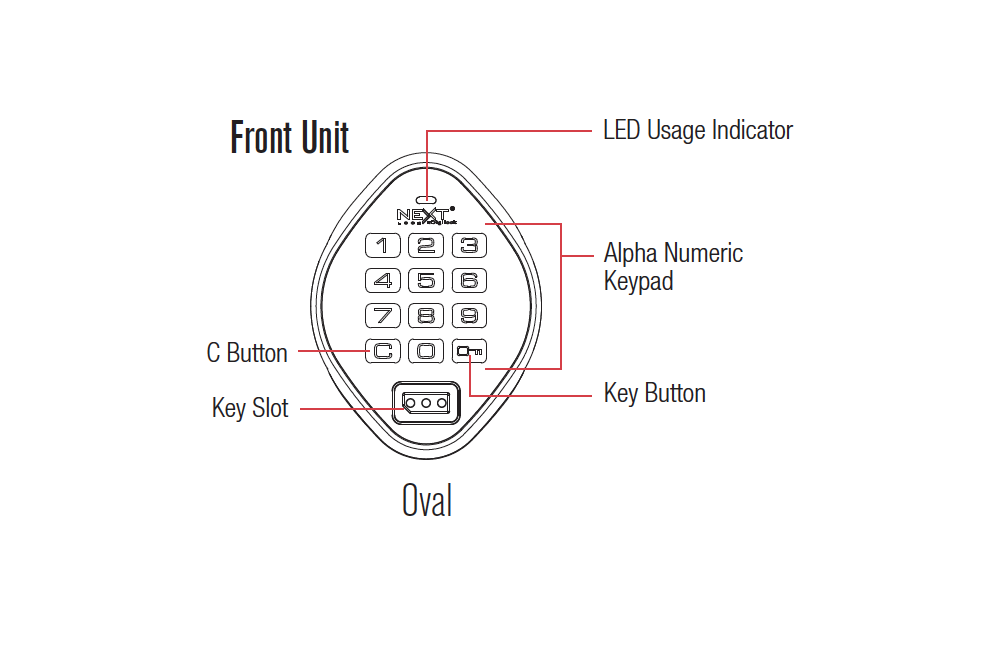 Front Unit
LED Usage Indicator
NEXT®
1 2 3
Alpha Numeric
Keypad
4 5 6
7 8 9
C Button
C 0
Key Button
Key Slot
Oval